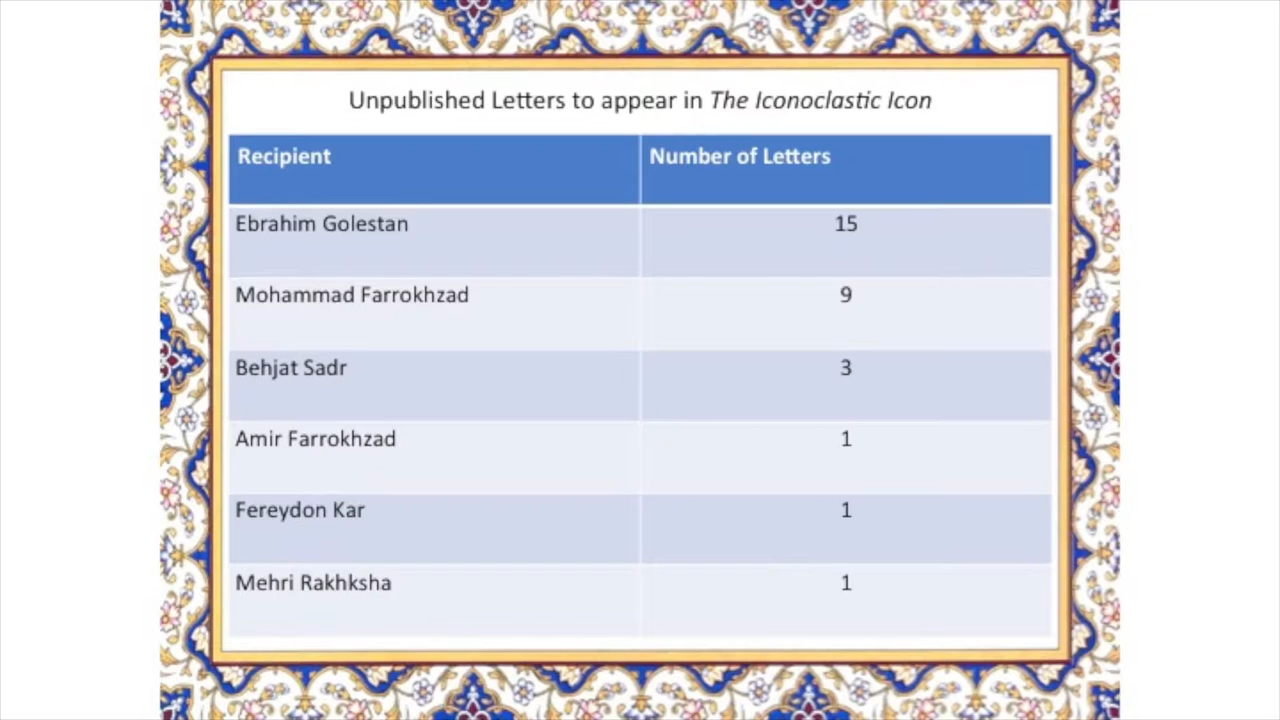 Unpublished Letters to appear in The Iconoclastic Icon
Recipient Number of Letters
Ebrahim Golestan 15
Mohammad Farrokhzad 9
Behjat Sadr 3
Amir Farrokhzad 1
Fereydon Kar 1
Mehri Rakhksha 1